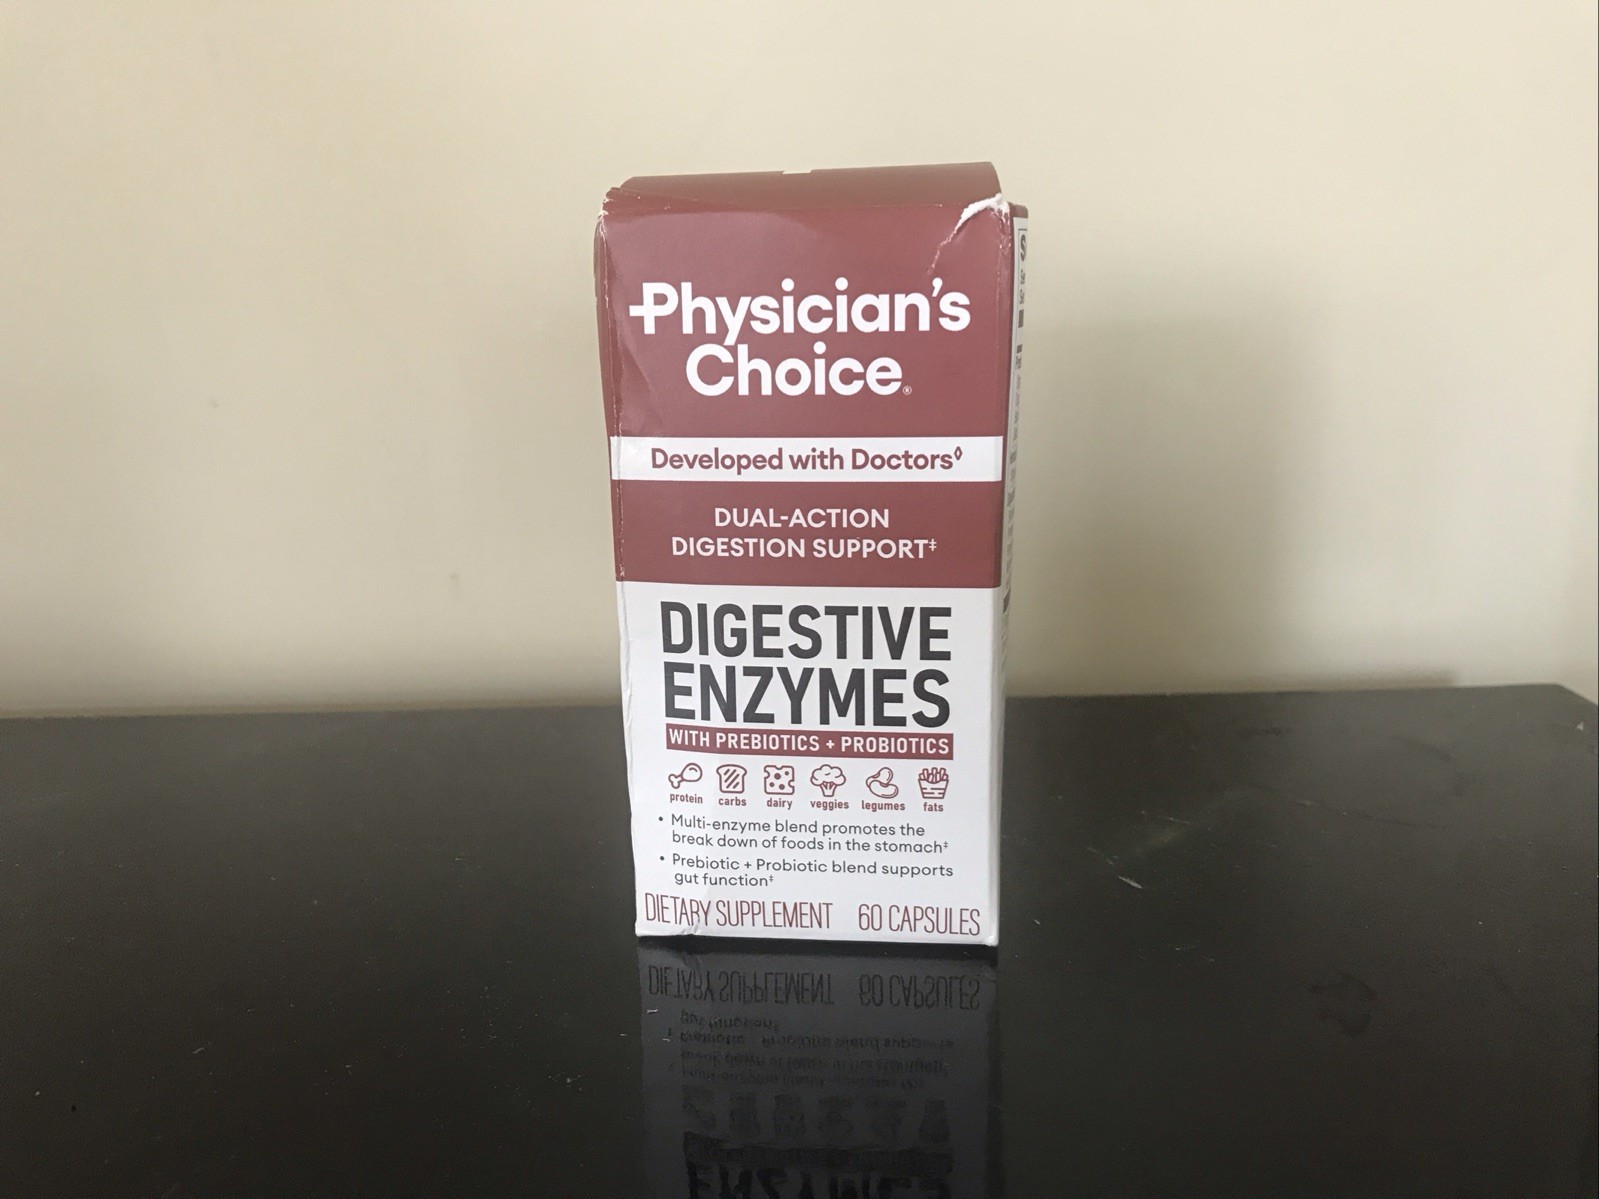 Physician's
Choice®
Developed with Doctors◊
DUAL-ACTION
DIGESTION SUPPORT‡
DIGESTIVE
ENZYMES
WITH PREBIOTICS + PROBIOTICS
protein carbs dairy veggies legumes fats
• Multi-enzyme blend promotes the
break down of foods in the stomach‡
• Prebiotic + Probiotic blend supports
gut function‡
DIETARY SUPPLEMENT 60 CAPSULES